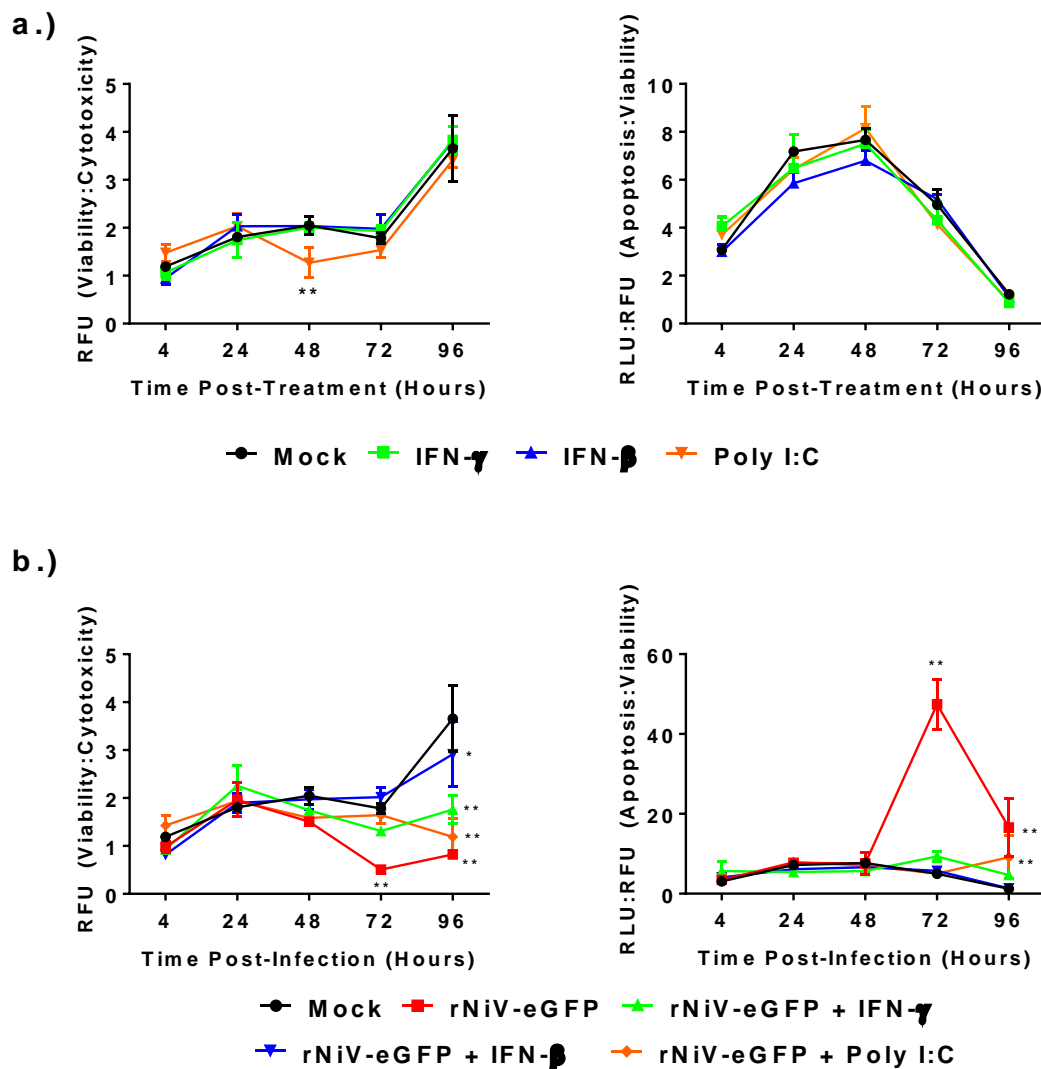 a.)
RFU (Viability:Cytotoxicity)
5
4
3
2
1
0
4 24 48 72 96
**
Time Post-Treatment (Hours)
RLU:RFU (Apoptosis:Viability)
10
8
6
4
2
0
4 24 48 72 96
Time Post-Treatment (Hours)
Mock IFN-γ IFN-β Poly I:C
b.)
RFU (Viability:Cytotoxicity)
5
4
3
2
1
0
*
**
**
**
**
4 24 48 72 96
Time Post-Infection (Hours)
RLU:RFU (Apoptosis:Viability)
60
40
20
0
**
**
**
4 24 48 72 96
Time Post-Infection (Hours)
Mock rNiV-eGFP rNiV-eGFP + IFN-γ
rNiV-eGFP + IFN-β rNiV-eGFP + Poly I:C